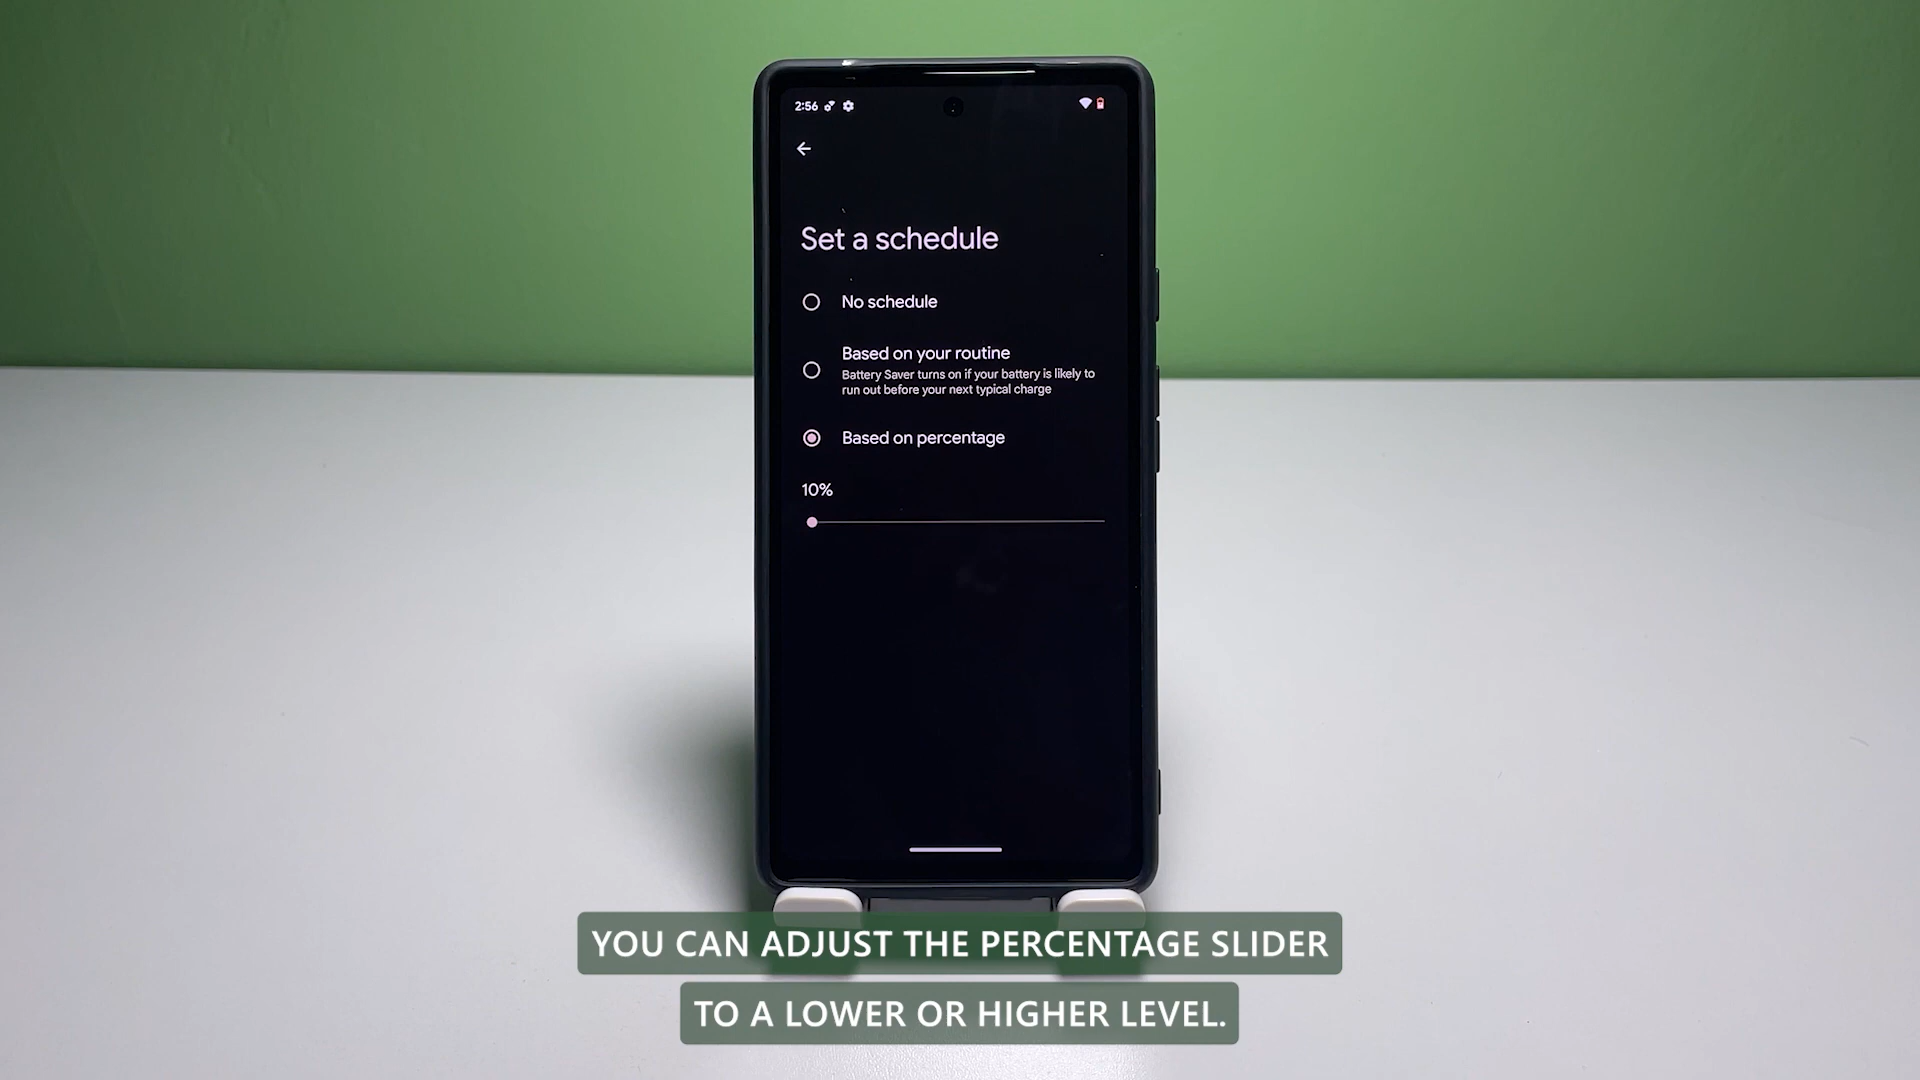 2:56
Set a schedule
No schedule
Based on your routine
Battery Saver turns on if your battery is likely to
run out before your next typical charge
Based on percentage
10%
YOU CAN ADJUST THE PERCENTAGE SLIDER
TO A LOWER OR HIGHER LEVEL.